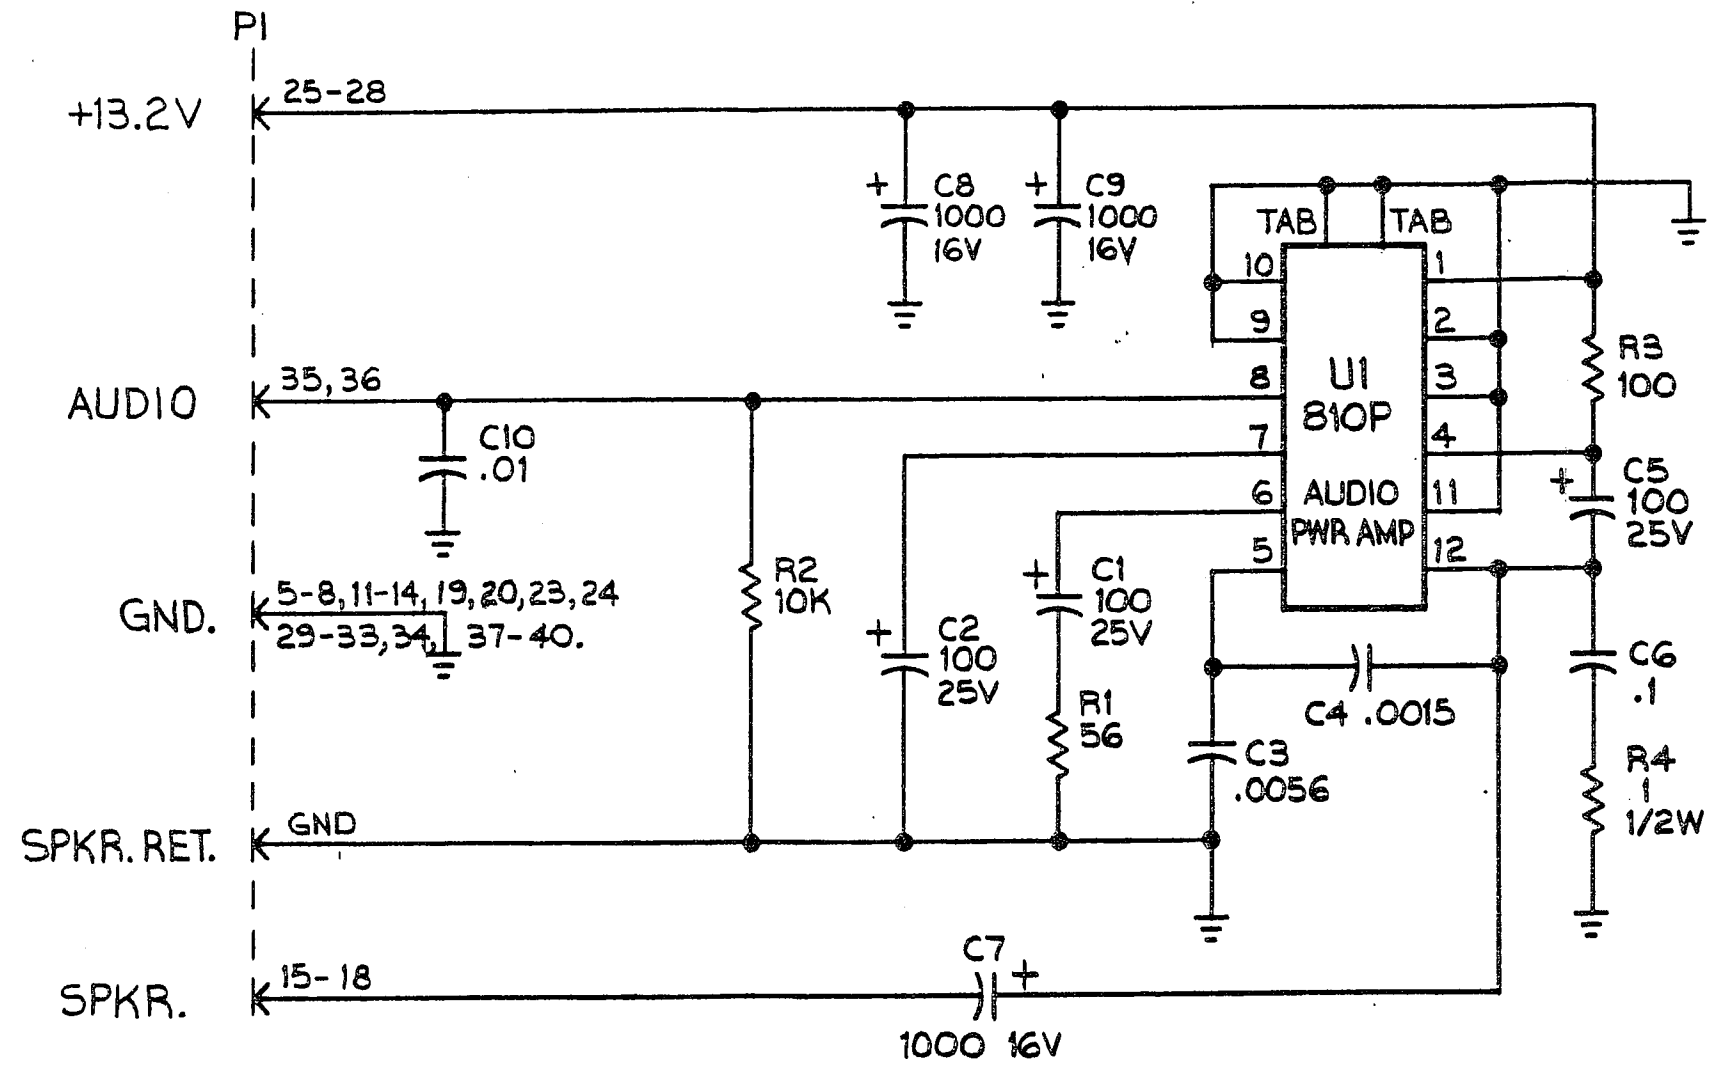 P1
+13.2V
25-28
C8
1000
16V
C9
1000
16V
TAB
TAB
10
9
8
7
6
5
1
2
3
4
11
12
U1
810P
AUDIO
PWR AMP
R3
100
C5
+
100
25V
AUDIO
35, 36
C10
.01
GND.
5-8, 11-14, 19, 20, 23, 24
29-33, 34, 37-40.
R2
10K
+
C2
100
25V
+
C1
100
25V
R1
56
C4 .0015
C3
.0056
C6
.1
R4
1
1/2W
SPKR. RET.
GND
SPKR.
15-18
C7
+
1000 16V
+
+